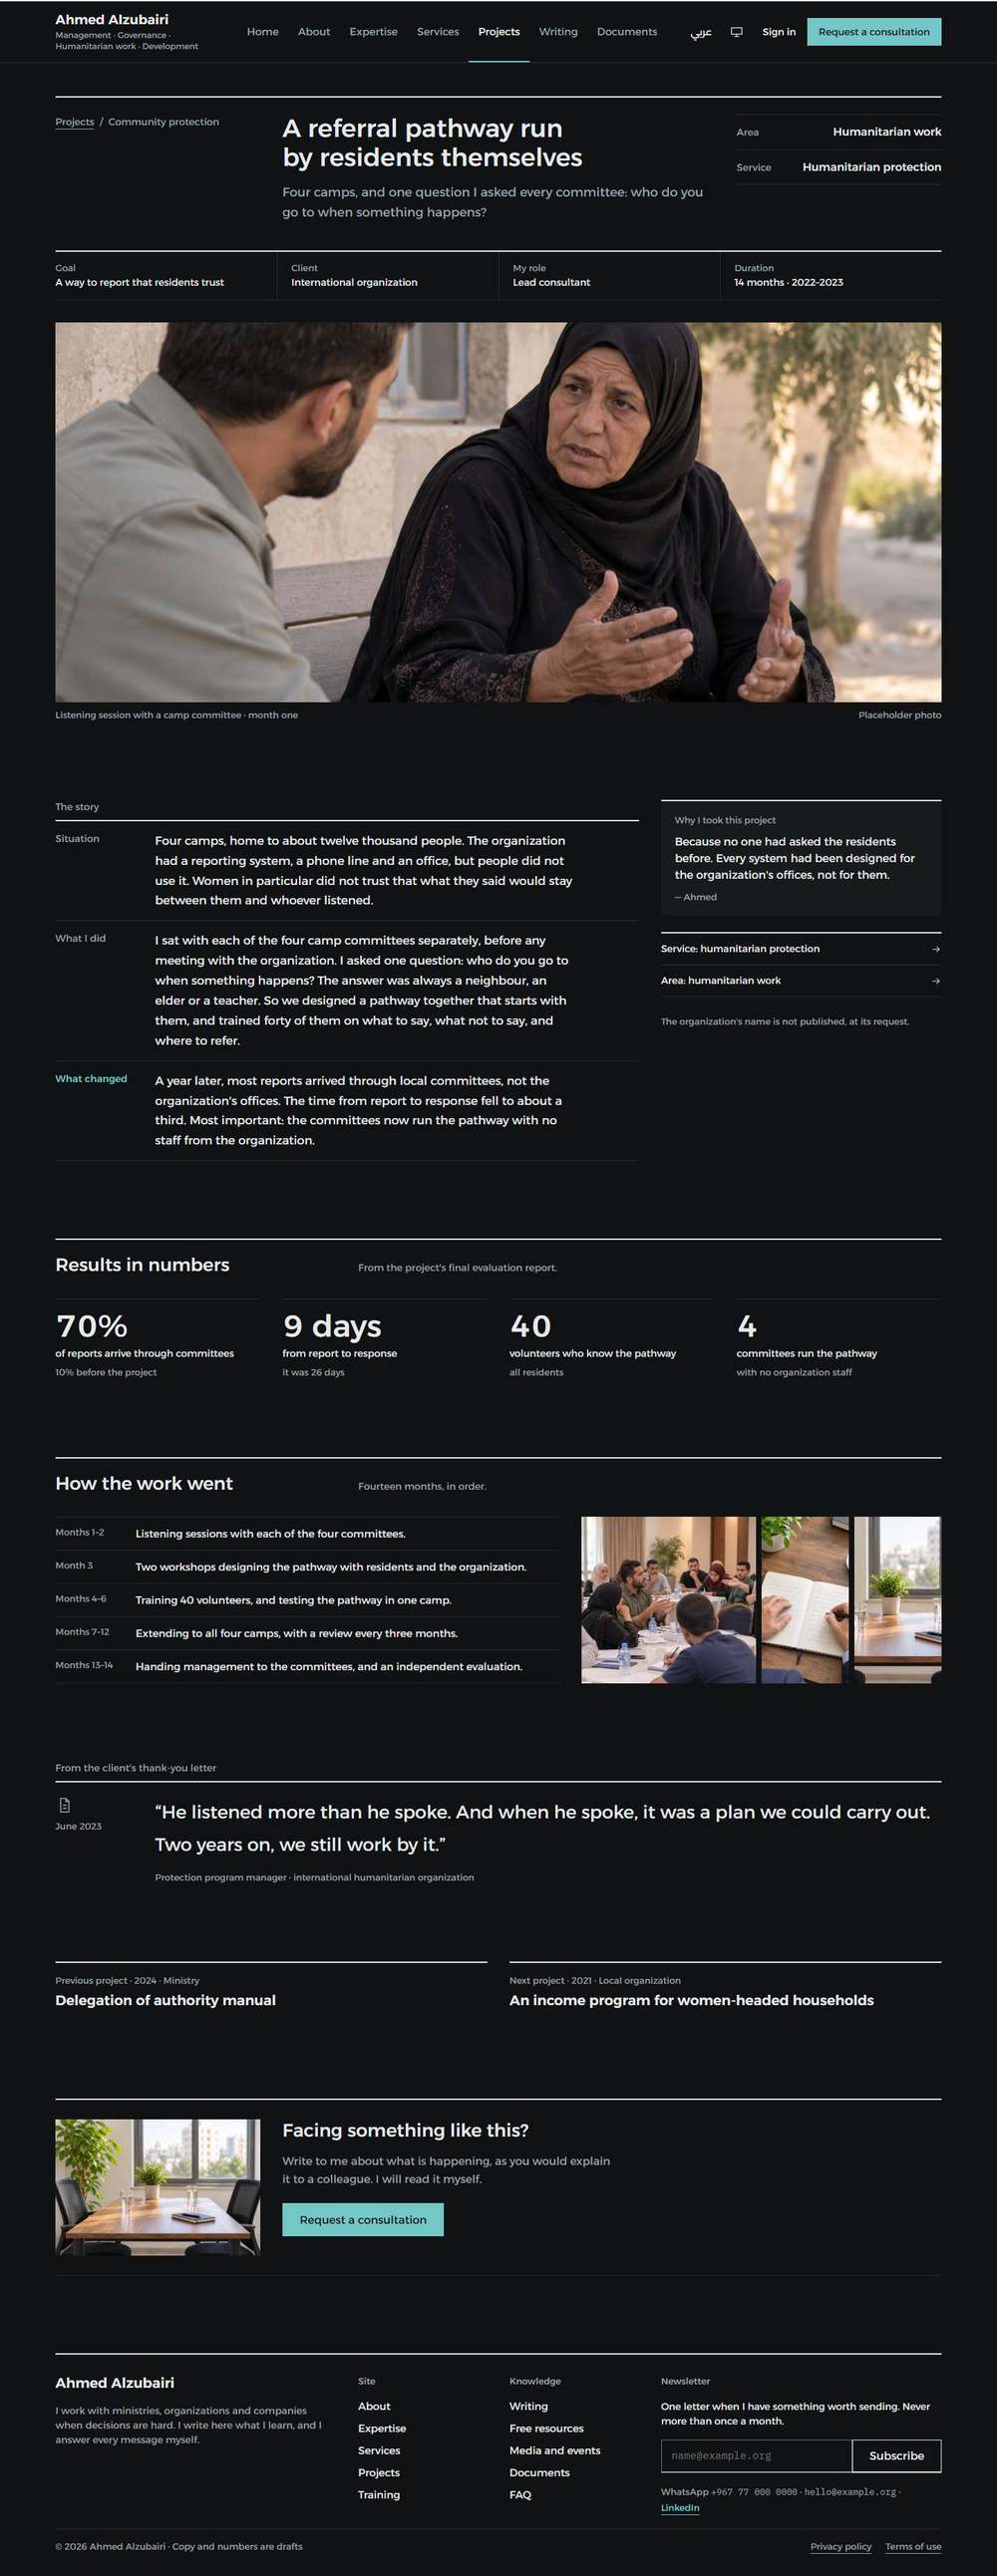 Ahmed Alzubairi
Management · Governance ·
Humanitarian work · Development
Home
About
Expertise
Services
Projects
Writing
Documents
عربي
Sign in
Request a consultation
Projects / Community protection
A referral pathway run
by residents themselves
Four camps, and one question I asked every committee: who do you
go to when something happens?
Area
Humanitarian work
Service
Humanitarian protection
Goal
A way to report that residents trust
Client
International organization
My role
Lead consultant
Duration
14 months · 2022–2023
Listening session with a camp committee · month one
Placeholder photo
The story
Situation
Four camps, home to about twelve thousand people. The organization
had a reporting system, a phone line and an office, but people did not
use it. Women in particular did not trust that what they said would stay
between them and whoever listened.
What I did
I sat with each of the four camp committees separately, before any
meeting with the organization. I asked one question: who do you go to
when something happens? The answer was always a neighbour, an
elder or a teacher. So we designed a pathway together that starts with
them, and trained forty of them on what to say, what not to say, and
where to refer.
What changed
A year later, most reports arrived through local committees, not the
organization's offices. The time from report to response fell to about a
third. Most important: the committees now run the pathway with no
staff from the organization.
Why I took this project
Because no one had asked the residents
before. Every system had been designed for
the organization's offices, not for them.
— Ahmed
Service: humanitarian protection →
Area: humanitarian work →
The organization's name is not published, at its request.
Results in numbers
From the project's final evaluation report.
70%
of reports arrive through committees
10% before the project
9 days
from report to response
it was 26 days
40
volunteers who know the pathway
all residents
4
committees run the pathway
with no organization staff
How the work went
Fourteen months, in order.
Months 1–2
Listening sessions with each of the four committees.
Month 3
Two workshops designing the pathway with residents and the organization.
Months 4–6
Training 40 volunteers, and testing the pathway in one camp.
Months 7–12
Extending to all four camps, with a review every three months.
Months 13–14
Handing management to the committees, and an independent evaluation.
From the client's thank-you letter
June 2023
“He listened more than he spoke. And when he spoke, it was a plan we could carry out.
Two years on, we still work by it.”
Protection program manager · international humanitarian organization
Previous project · 2024 · Ministry
Delegation of authority manual
Next project · 2021 · Local organization
An income program for women-headed households
Facing something like this?
Write to me about what is happening, as you would explain
it to a colleague. I will read it myself.
Request a consultation
Ahmed Alzubairi
I work with ministries, organizations and companies
when decisions are hard. I write here what I learn, and I
answer every message myself.
Site
About
Expertise
Services
Projects
Training
Knowledge
Writing
Free resources
Media and events
Documents
FAQ
Newsletter
One letter when I have something worth sending. Never
more than once a month.
name@example.org
Subscribe
WhatsApp +967 77 000 0000 · hello@example.org ·
LinkedIn
© 2026 Ahmed Alzubairi · Copy and numbers are drafts
Privacy policy
Terms of use